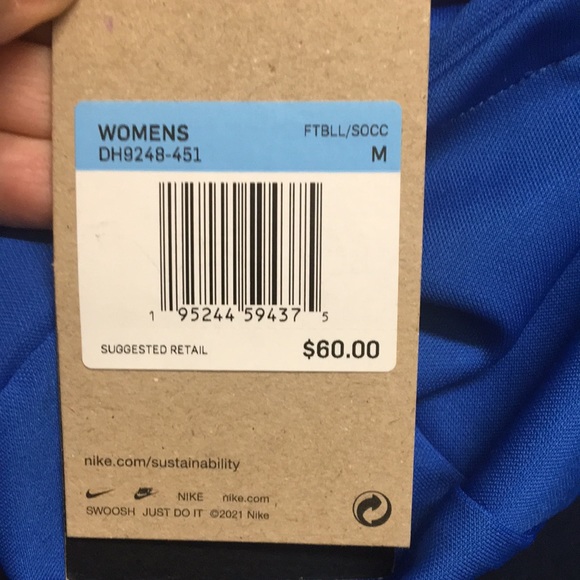 WOMENS FTBLL/SOCC
DH9248-451 M
1 95244 59437 5
SUGGESTED RETAIL $60.00
nike.com/sustainability
NIKE nike.com
SWOOSH JUST DO IT ©2021 Nike